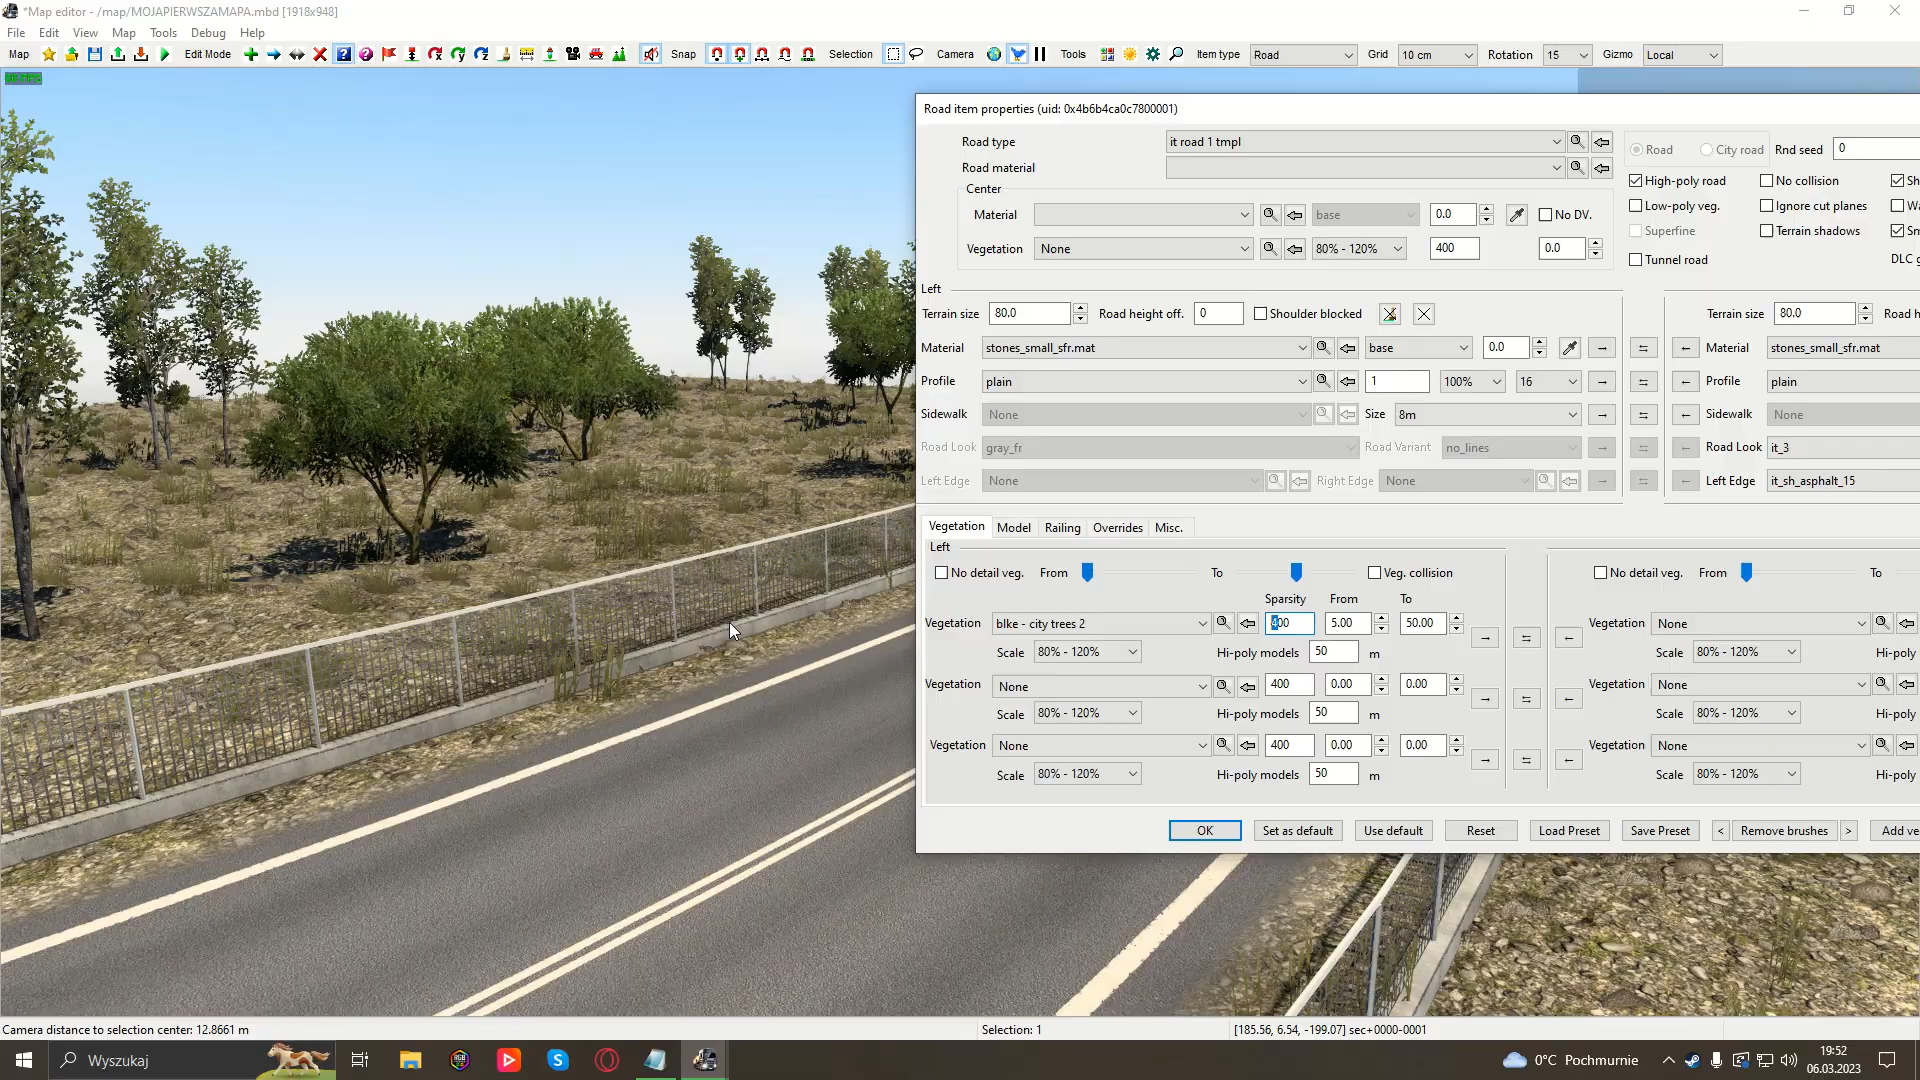 *Map editor - /map/MOJAPIERWSZAMAPA.mbd [1918x948]
File Edit View Map Tools Debug Help
Map Edit Mode Snap Selection Camera Tools Item type Road Grid 10 cm Rotation 15 Gizmo Local
Road item properties (uid: 0x4b6b4ca0c7800001)
Road type it road 1 tmpl Road City road Rnd seed 0
Road material
Center High-poly road No collision Sh
Material base 0.0 No DV. Low-poly veg. Ignore cut planes Wa
Superfine Terrain shadows Sm
Vegetation None 80% - 120% 400 0.0 Tunnel road DLC g
Left
Terrain size 80.0 Road height off. 0 Shoulder blocked Terrain size 80.0 Road h
Material stones_small_sfr.mat base 0.0 → ← Material stones_small_sfr.mat
Profile plain 1 100% 16 → ← Profile plain
Sidewalk None Size 8m → ← Sidewalk None
Road Look gray_fr Road Variant no_lines → ← Road Look it_3
Left Edge None Right Edge None → ← Left Edge it_sh_asphalt_15
Vegetation Model Railing Overrides Misc.
Left
No detail veg. From To Veg. collision No detail veg. From To
Sparsity From To
Vegetation blke - city trees 2 400 5.00 50.00 → ← Vegetation None
Scale 80% - 120% Hi-poly models 50 m Scale 80% - 120% Hi-poly
Vegetation None 400 0.00 0.00 → ← Vegetation None
Scale 80% - 120% Hi-poly models 50 m Scale 80% - 120% Hi-poly
Vegetation None 400 0.00 0.00 → ← Vegetation None
Scale 80% - 120% Hi-poly models 50 m Scale 80% - 120% Hi-poly
OK Set as default Use default Reset Load Preset Save Preset < Remove brushes > Add ve
Camera distance to selection center: 12.8661 m Selection: 1 [185.56, 6.54, -199.07] sec+0000-0001
Wyszukaj 0°C Pochmurnie 19:52
06.03.2023